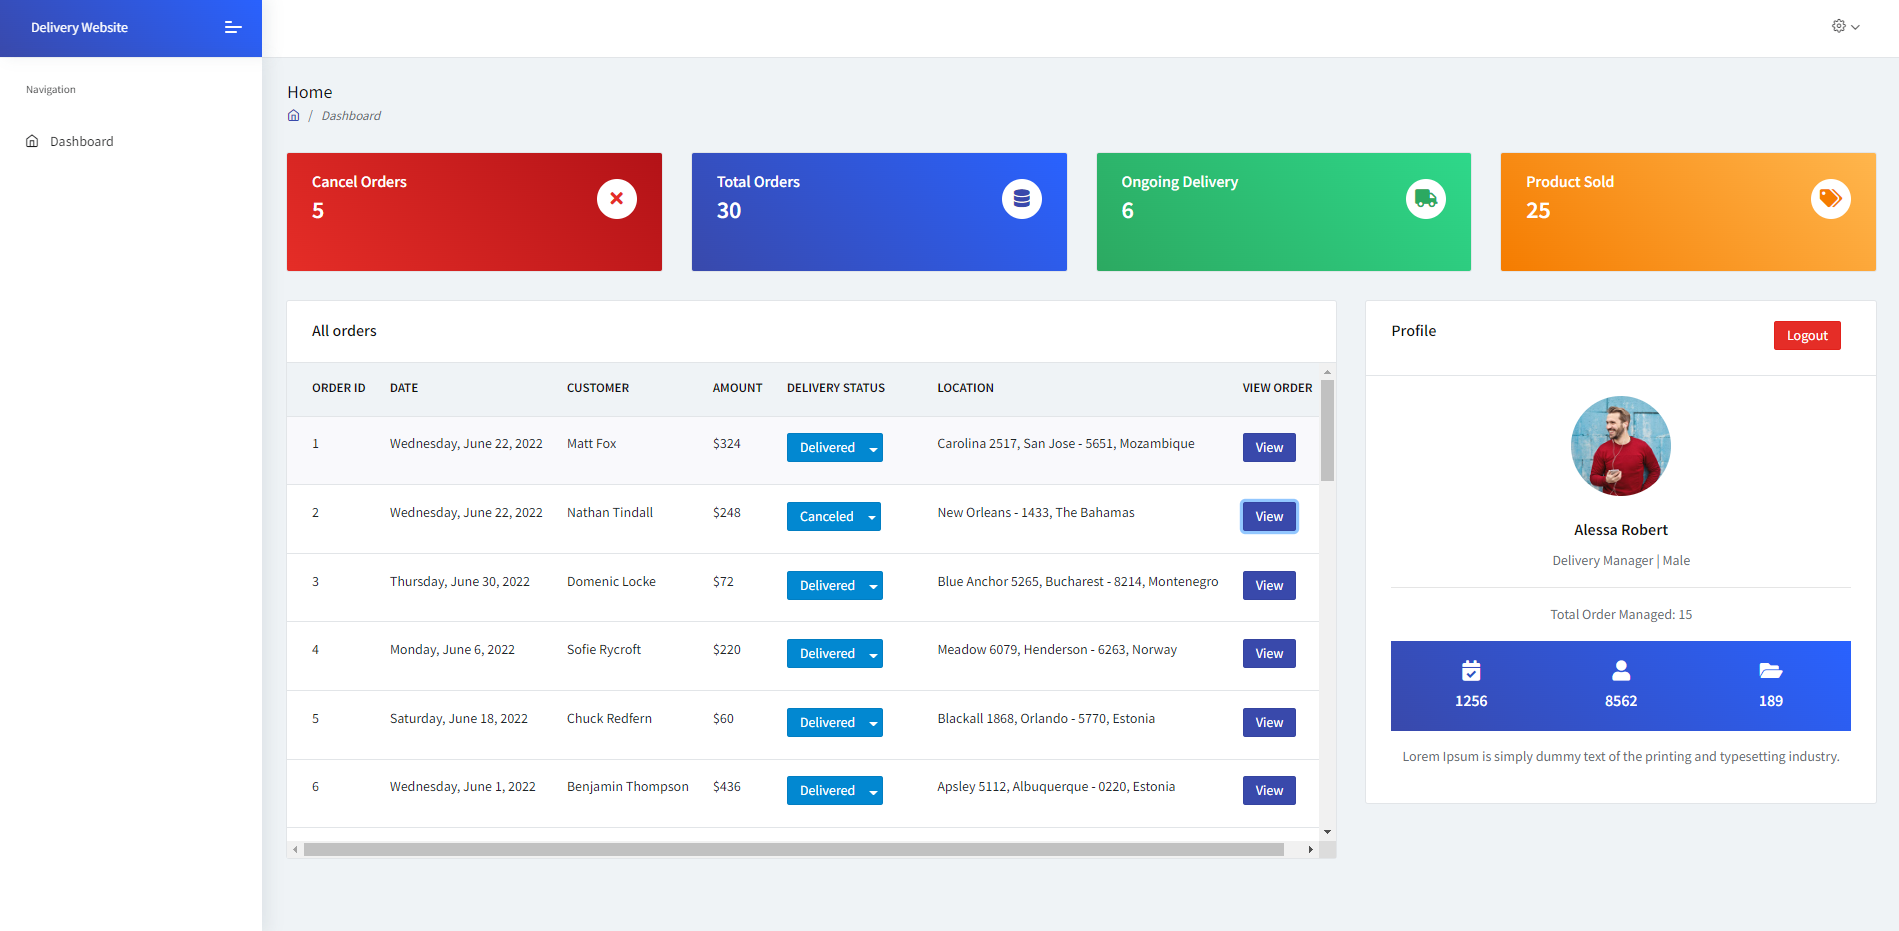 Delivery Website
Navigation
Dashboard
Home
/ Dashboard
Cancel Orders
5
Total Orders
30
Ongoing Delivery
6
Product Sold
25
All orders
ORDER ID DATE CUSTOMER AMOUNT DELIVERY STATUS LOCATION VIEW ORDER
1 Wednesday, June 22, 2022 Matt Fox $324 Delivered Carolina 2517, San Jose - 5651, Mozambique View
2 Wednesday, June 22, 2022 Nathan Tindall $248 Canceled New Orleans - 1433, The Bahamas View
3 Thursday, June 30, 2022 Domenic Locke $72 Delivered Blue Anchor 5265, Bucharest - 8214, Montenegro View
4 Monday, June 6, 2022 Sofie Rycroft $220 Delivered Meadow 6079, Henderson - 6263, Norway View
5 Saturday, June 18, 2022 Chuck Redfern $60 Delivered Blackall 1868, Orlando - 5770, Estonia View
6 Wednesday, June 1, 2022 Benjamin Thompson $436 Delivered Apsley 5112, Albuquerque - 0220, Estonia View
Profile
Logout
Alessa Robert
Delivery Manager | Male
Total Order Managed: 15
1256 8562 189
Lorem Ipsum is simply dummy text of the printing and typesetting industry.